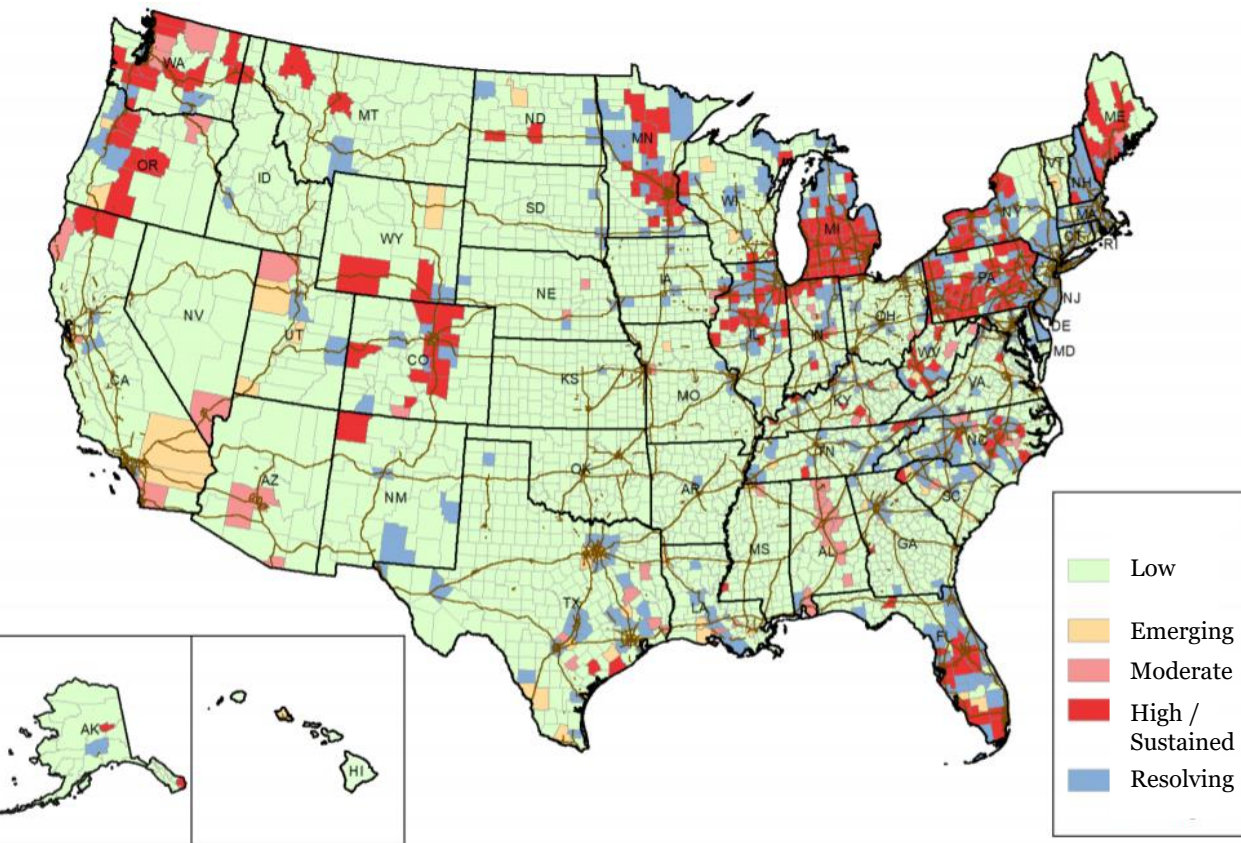 WA
MT
ND
MN
ME
OR
ID
SD
WI
VT
NH
NY
MA
CT
RI
WY
MI
IA
PA
NE
NJ
NV
UT
CO
IL
IN
OH
DE
MD
WV
CA
KS
MO
KY
VA
TN
NC
AZ
NM
OK
AR
SC
MS
AL
GA
TX
LA
FL
AK
HI
Low
Emerging
Moderate
High /
Sustained
Resolving